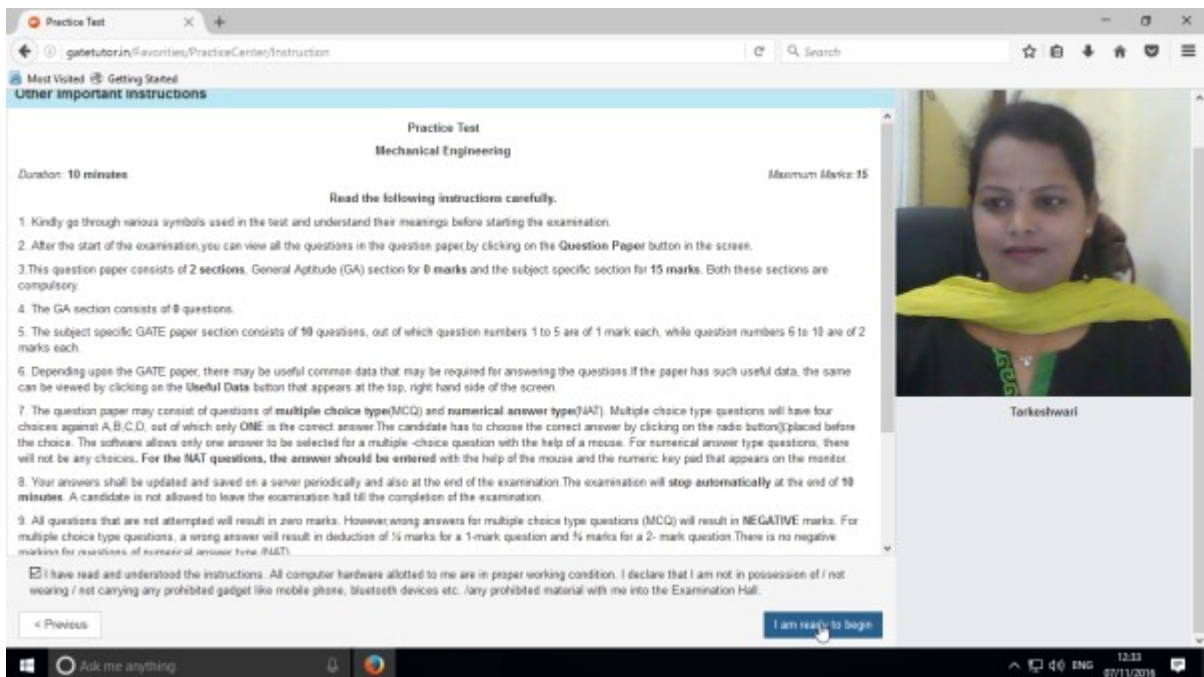 Practice Test
gatetutor.in/Favorities/PracticeCenter/Instruction
Search
Most Visited Getting Started
Other Important Instructions
Practice Test
Mechanical Engineering
Duration: 10 minutes Maximum Marks:15
Read the following instructions carefully.
1. Kindly go through various symbols used in the test and understand their meanings before starting the examination.
2. After the start of the examination,you can view all the questions in the question paper,by clicking on the Question Paper button in the screen.
3.This question paper consists of 2 sections, General Aptitude (GA) section for 0 marks and the subject specific section for 15 marks. Both these sections are
compulsory.
4. The GA section consists of 0 questions.
5. The subject specific GATE paper section consists of 10 questions, out of which question numbers 1 to 5 are of 1 mark each, while question numbers 6 to 10 are of 2
marks each.
6. Depending upon the GATE paper, there may be useful common data that may be required for answering the questions.If the paper has such useful data, the same
can be viewed by clicking on the Useful Data button that appears at the top, right hand side of the screen.
7. The question paper may consist of questions of multiple choice type(MCQ) and numerical answer type(NAT). Multiple choice type questions will have four
choices against A,B,C,D, out of which only ONE is the correct answer.The candidate has to choose the correct answer by clicking on the radio button placed before
the choice. The software allows only one answer to be selected for a multiple -choice question with the help of a mouse. For numerical answer type questions, there
will not be any choices. For the NAT questions, the answer should be entered with the help of the mouse and the numeric key pad that appears on the monitor.
8. Your answers shall be updated and saved on a server periodically and also at the end of the examination.The examination will stop automatically at the end of 10
minutes. A candidate is not allowed to leave the examination hall till the completion of the examination.
9. All questions that are not attempted will result in zero marks. However,wrong answers for multiple choice type questions (MCQ) will result in NEGATIVE marks. For
multiple choice type questions, a wrong answer will result in deduction of marks for a 1-mark question and marks for a 2- mark question.There is no negative
marking for questions of numerical answer type (NAT)
I have read and understood the instructions. All computer hardware allotted to me are in proper working condition. I declare that I am not in possession of / not
wearing / not carrying any prohibited gadget like mobile phone, bluetooth devices etc. /any prohibited material with me into the Examination Hall.
< Previous
I am ready to begin
Tarkeshwari
Ask me anything
ENG
12:33
07/11/2016